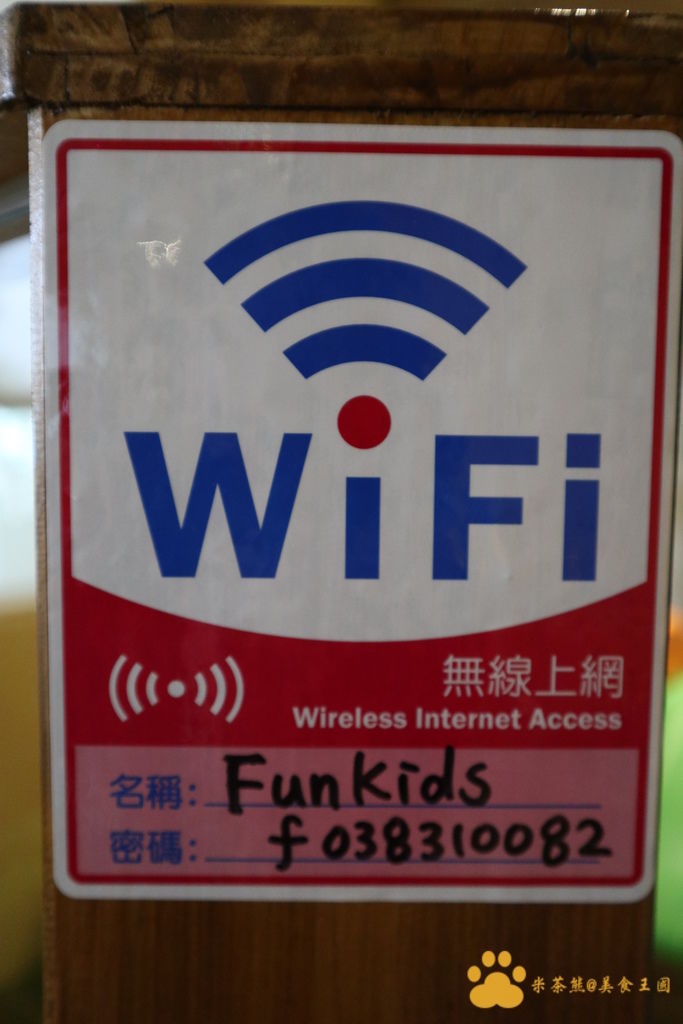 WiFi
無線上網
Wireless Internet Access
名稱: Funkids
密碼: f038310082
米茶熊@美食王國